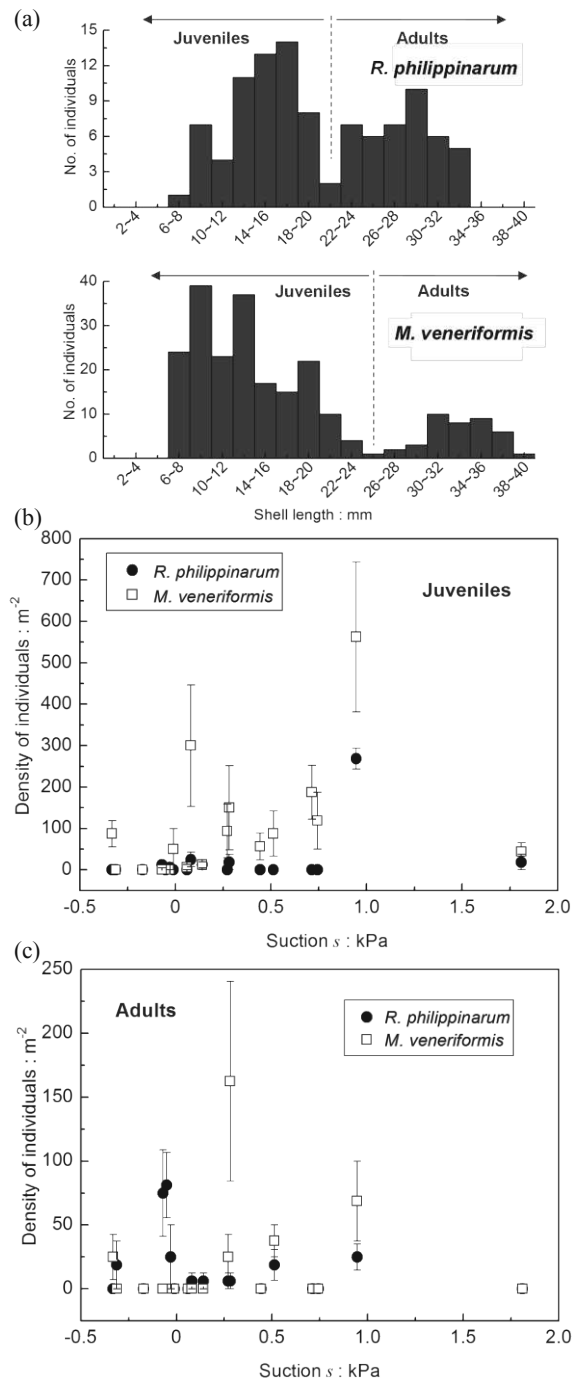 (a)
Juveniles
Adults
R. philippinarum
No. of individuals
15
12
9
6
3
0
2~4
6~8
10~12
14~16
18~20
22~24
26~28
30~32
34~36
38~40
Juveniles
Adults
M. veneriformis
No. of individuals
40
30
20
10
0
2~4
6~8
10~12
14~16
18~20
22~24
26~28
30~32
34~36
38~40
Shell length : mm
(b)
R. philippinarum
M. veneriformis
Juveniles
Density of individuals : m-2
800
700
600
500
400
300
200
100
0
-0.5
0
0.5
1.0
1.5
2.0
Suction s : kPa
(c)
Adults
R. philippinarum
M. veneriformis
Density of individuals : m-2
250
200
150
100
50
0
-0.5
0
0.5
1.0
1.5
2.0
Suction s : kPa